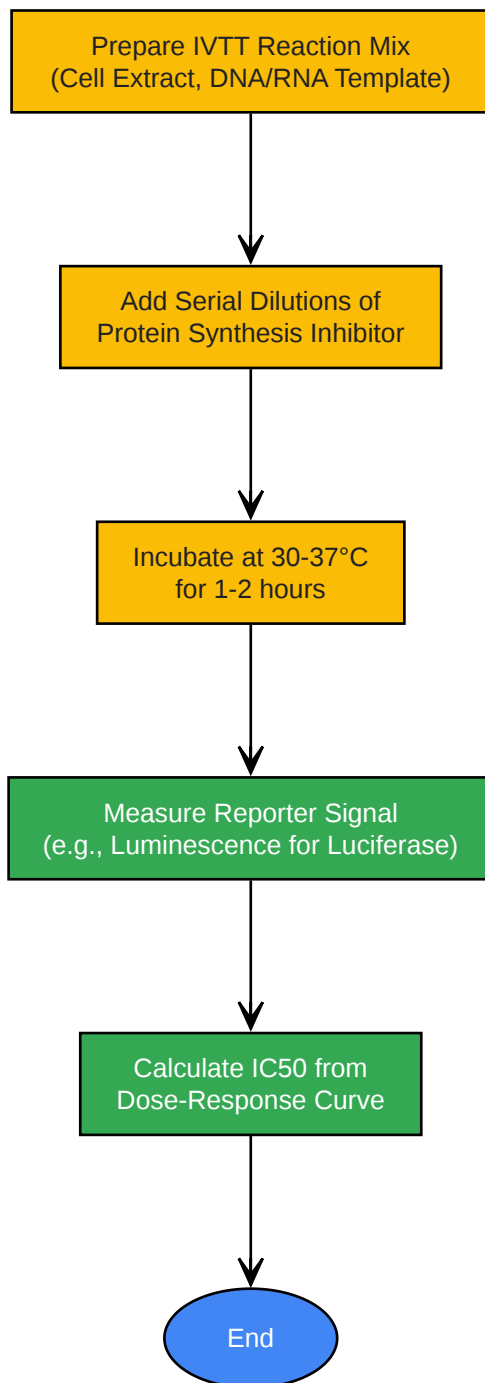 Prepare IVTT Reaction Mix
(Cell Extract, DNA/RNA Template)
Add Serial Dilutions of
Protein Synthesis Inhibitor
Incubate at 30-37°C
for 1-2 hours
Measure Reporter Signal
(e.g., Luminescence for Luciferase)
Calculate IC50 from
Dose-Response Curve
End